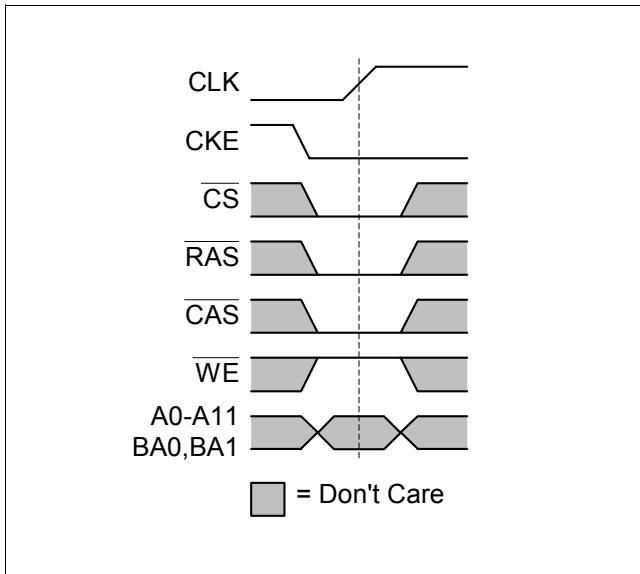 CLK
CKE
CS
RAS
CAS
WE
A0-A11
BA0,BA1
= Don't Care